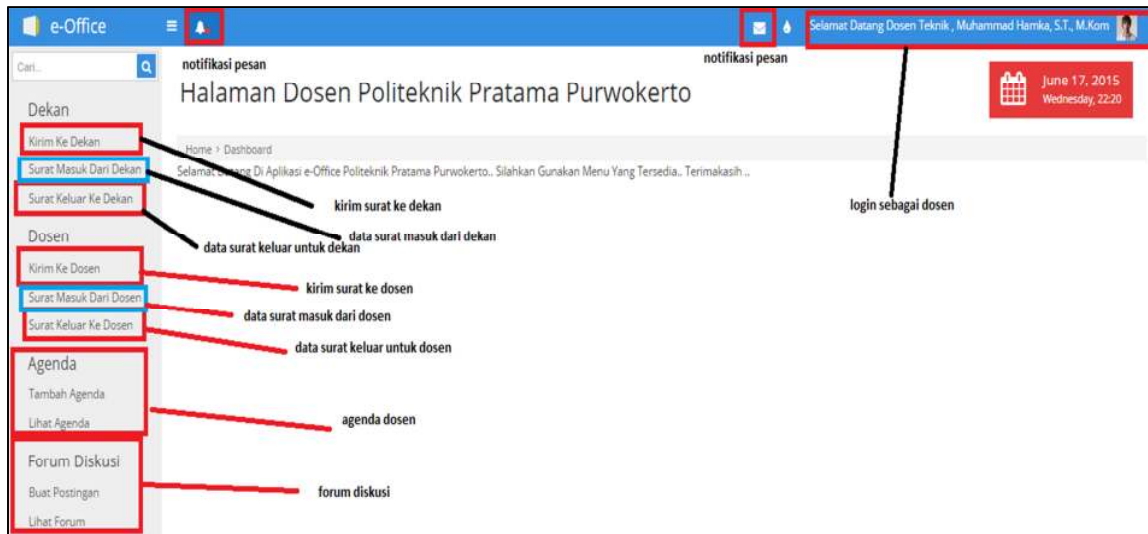 e-Office
Selamat Datang Dosen Teknik , Muhammad Hamka, S.T., M.Kom
Cari...
notifikasi pesan
notifikasi pesan
Halaman Dosen Politeknik Pratama Purwokerto
June 17, 2015
Wednesday, 22:20
Dekan
Kirim Ke Dekan
Surat Masuk Dari Dekan
Surat Keluar Ke Dekan
Home > Dashboard
Selamat Datang Di Aplikasi e-Office Politeknik Pratama Purwokerto.. Silahkan Gunakan Menu Yang Tersedia.. Terimakasih ..
kirim surat ke dekan
login sebagai dosen
data surat masuk dari dekan
data surat keluar untuk dekan
Dosen
Kirim Ke Dosen
Surat Masuk Dari Dosen
Surat Keluar Ke Dosen
kirim surat ke dosen
data surat masuk dari dosen
data surat keluar untuk dosen
Agenda
Tambah Agenda
Lihat Agenda
agenda dosen
Forum Diskusi
Buat Postingan
Lihat Forum
forum diskusi